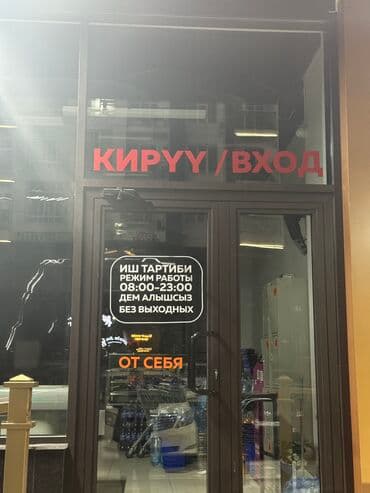 КИРҮҮ/ВХОД
ИШ ТАРТИБИ
РЕЖИМ РАБОТЫ
08:00-23:00
ДЕМ АЛЫШСЫЗ
БЕЗ ВЫХОДНЫХ
ОТ СЕБЯ